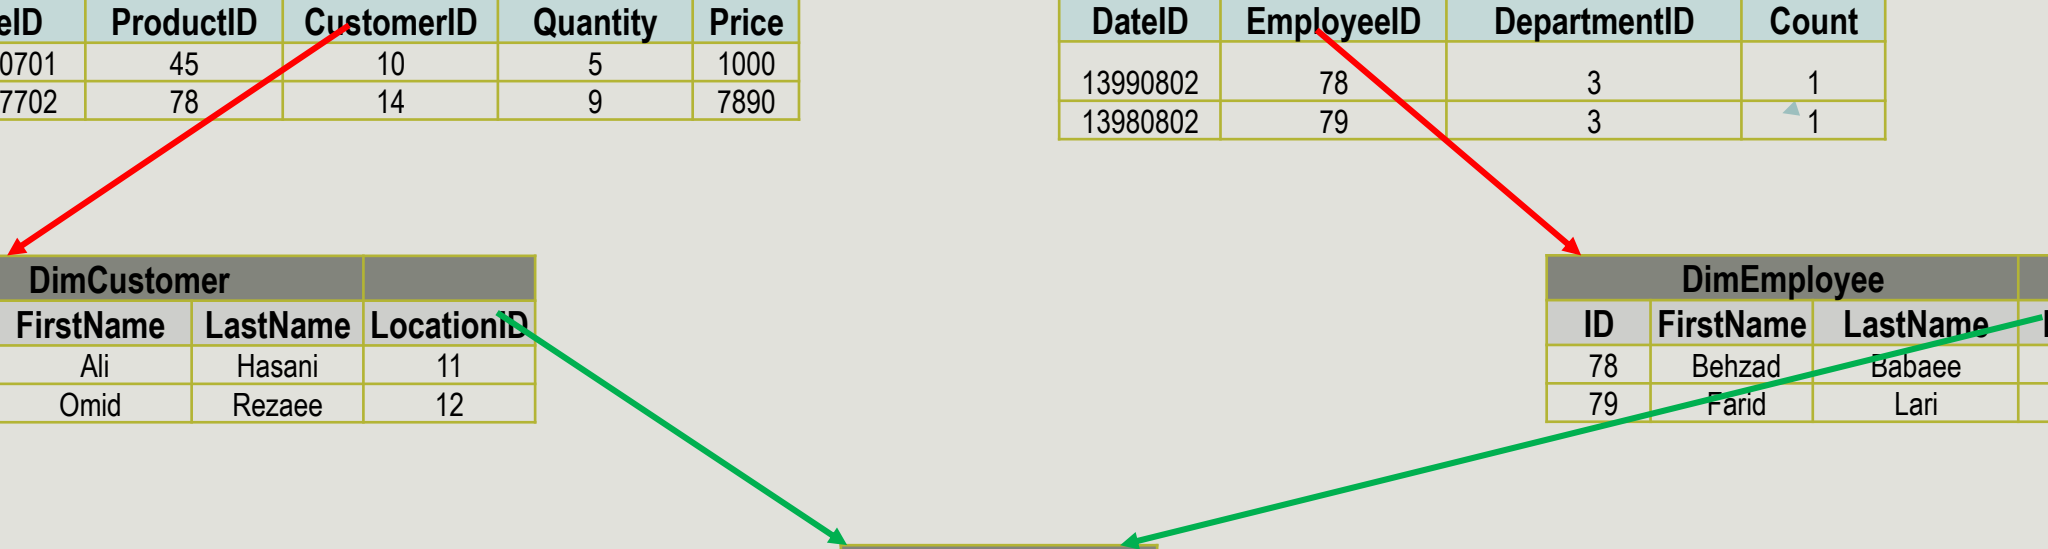 eID ProductID CustomerID Quantity Price
0701 45 10 5 1000
7702 78 14 9 7890
DateID EmployeeID DepartmentID Count
13990802 78 3 1
13980802 79 3 1
DimCustomer
FirstName LastName LocationID
Ali Hasani 11
Omid Rezaee 12
DimEmployee
ID FirstName LastName
78 Behzad Babaee
79 Farid Lari